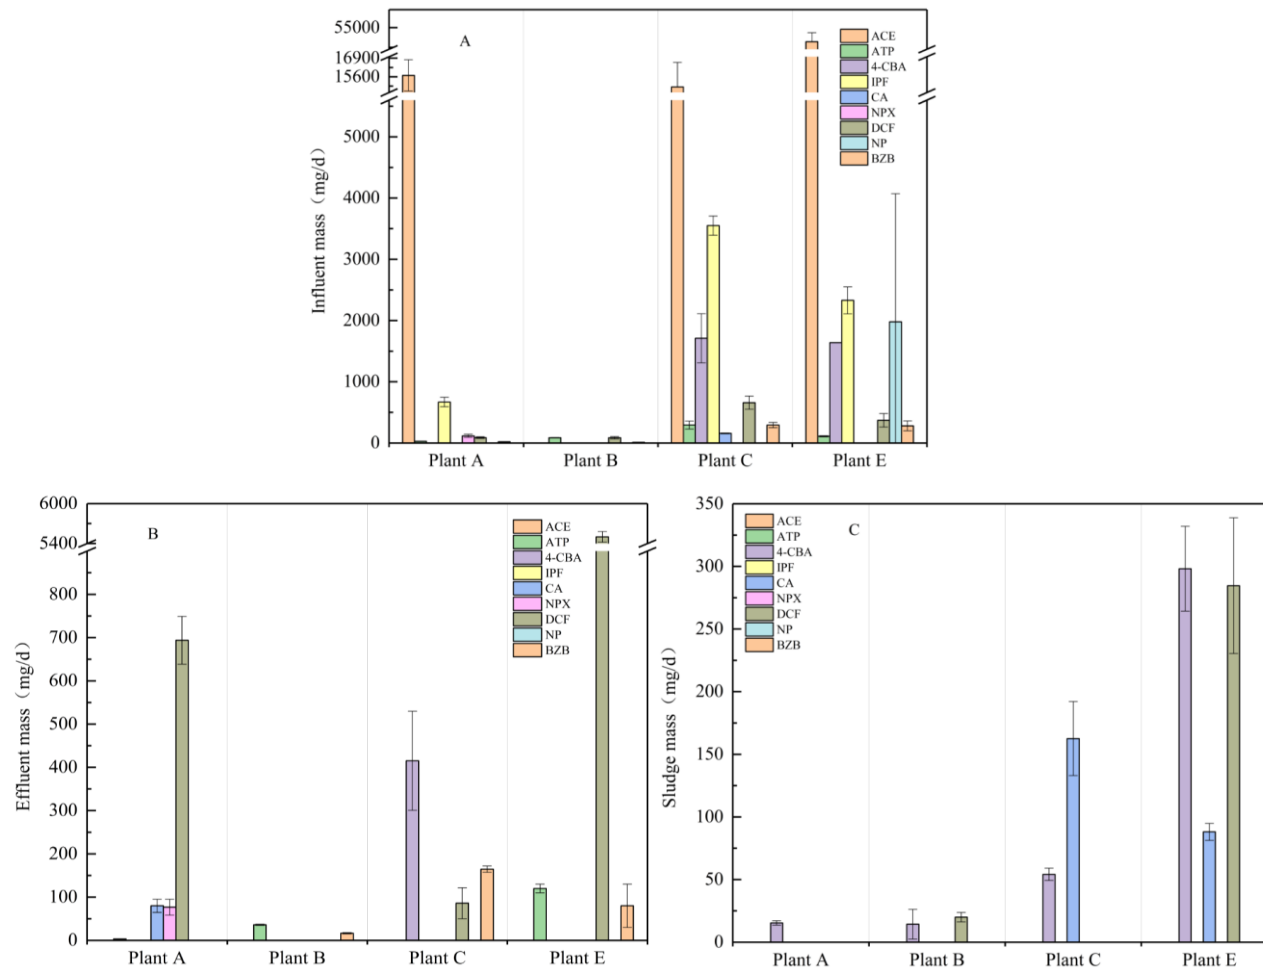 A
Influent mass（mg/d）
55000
16900
15600
5000
4000
3000
2000
1000
0
Plant A
Plant B
Plant C
Plant E
ACE
ATP
4-CBA
IPF
CA
NPX
DCF
NP
BZB
B
Effluent mass（mg/d）
6000
5400
800
700
600
500
400
300
200
100
0
Plant A
Plant B
Plant C
Plant E
ACE
ATP
4-CBA
IPF
CA
NPX
DCF
NP
BZB
C
Sludge mass（mg/d）
350
300
250
200
150
100
50
0
Plant A
Plant B
Plant C
Plant E
ACE
ATP
4-CBA
IPF
CA
NPX
DCF
NP
BZB